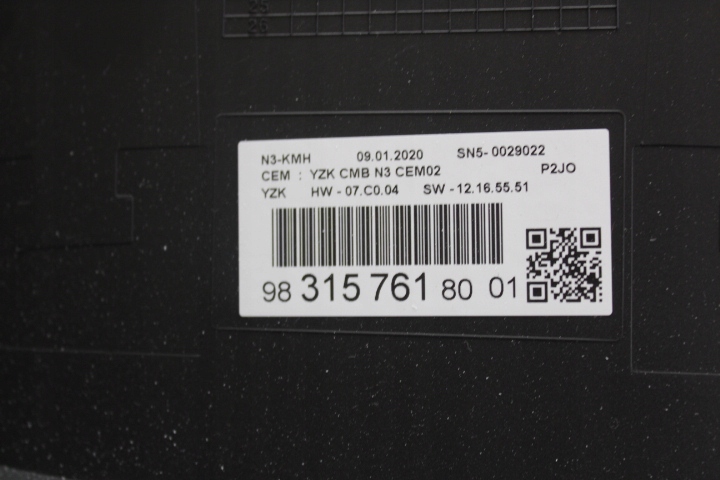 N3-KMH 09.01.2020 SN5- 0029022
CEM : YZK CMB N3 CEM02 P2JO
YZK HW - 07.C0.04 SW - 12.16.55.51
98 315 761 80 01